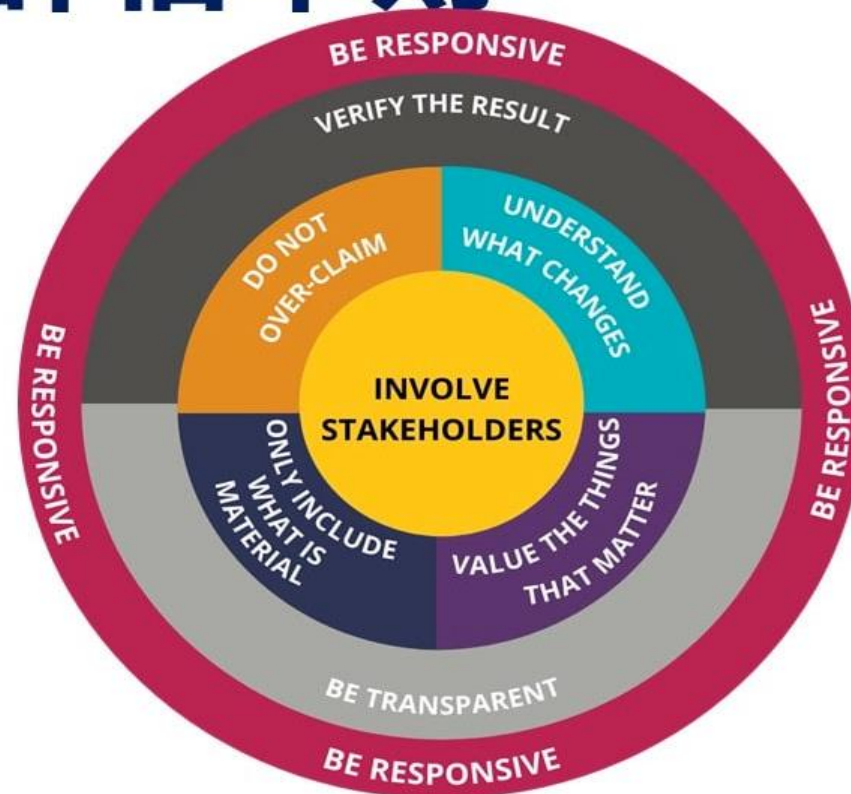 BE RESPONSIVE
VERIFY THE RESULT
DO NOT
OVER-CLAIM
UNDERSTAND
WHAT CHANGES
BE RESPONSIVE
INVOLVE
STAKEHOLDERS
BE RESPONSIVE
ONLY INCLUDE
WHAT IS
MATERIAL
VALUE THE THINGS
THAT MATTER
BE TRANSPARENT
BE RESPONSIVE